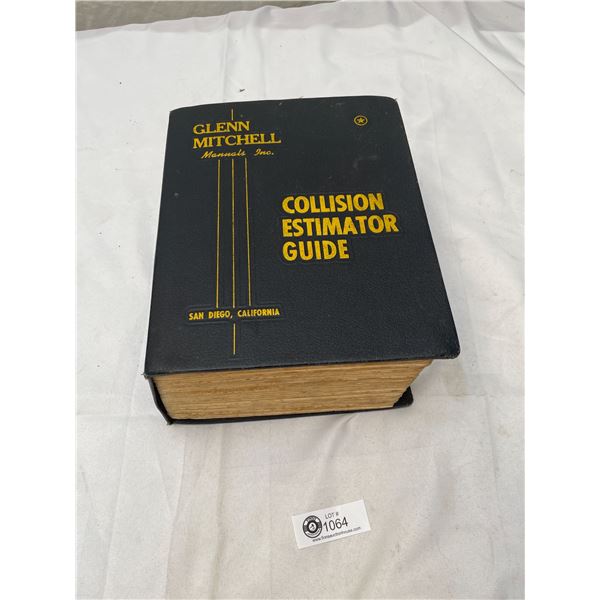 GLENN
MITCHELL
Manuals Inc.
COLLISION
ESTIMATOR
GUIDE
SAN DIEGO, CALIFORNIA
LOT #
1064